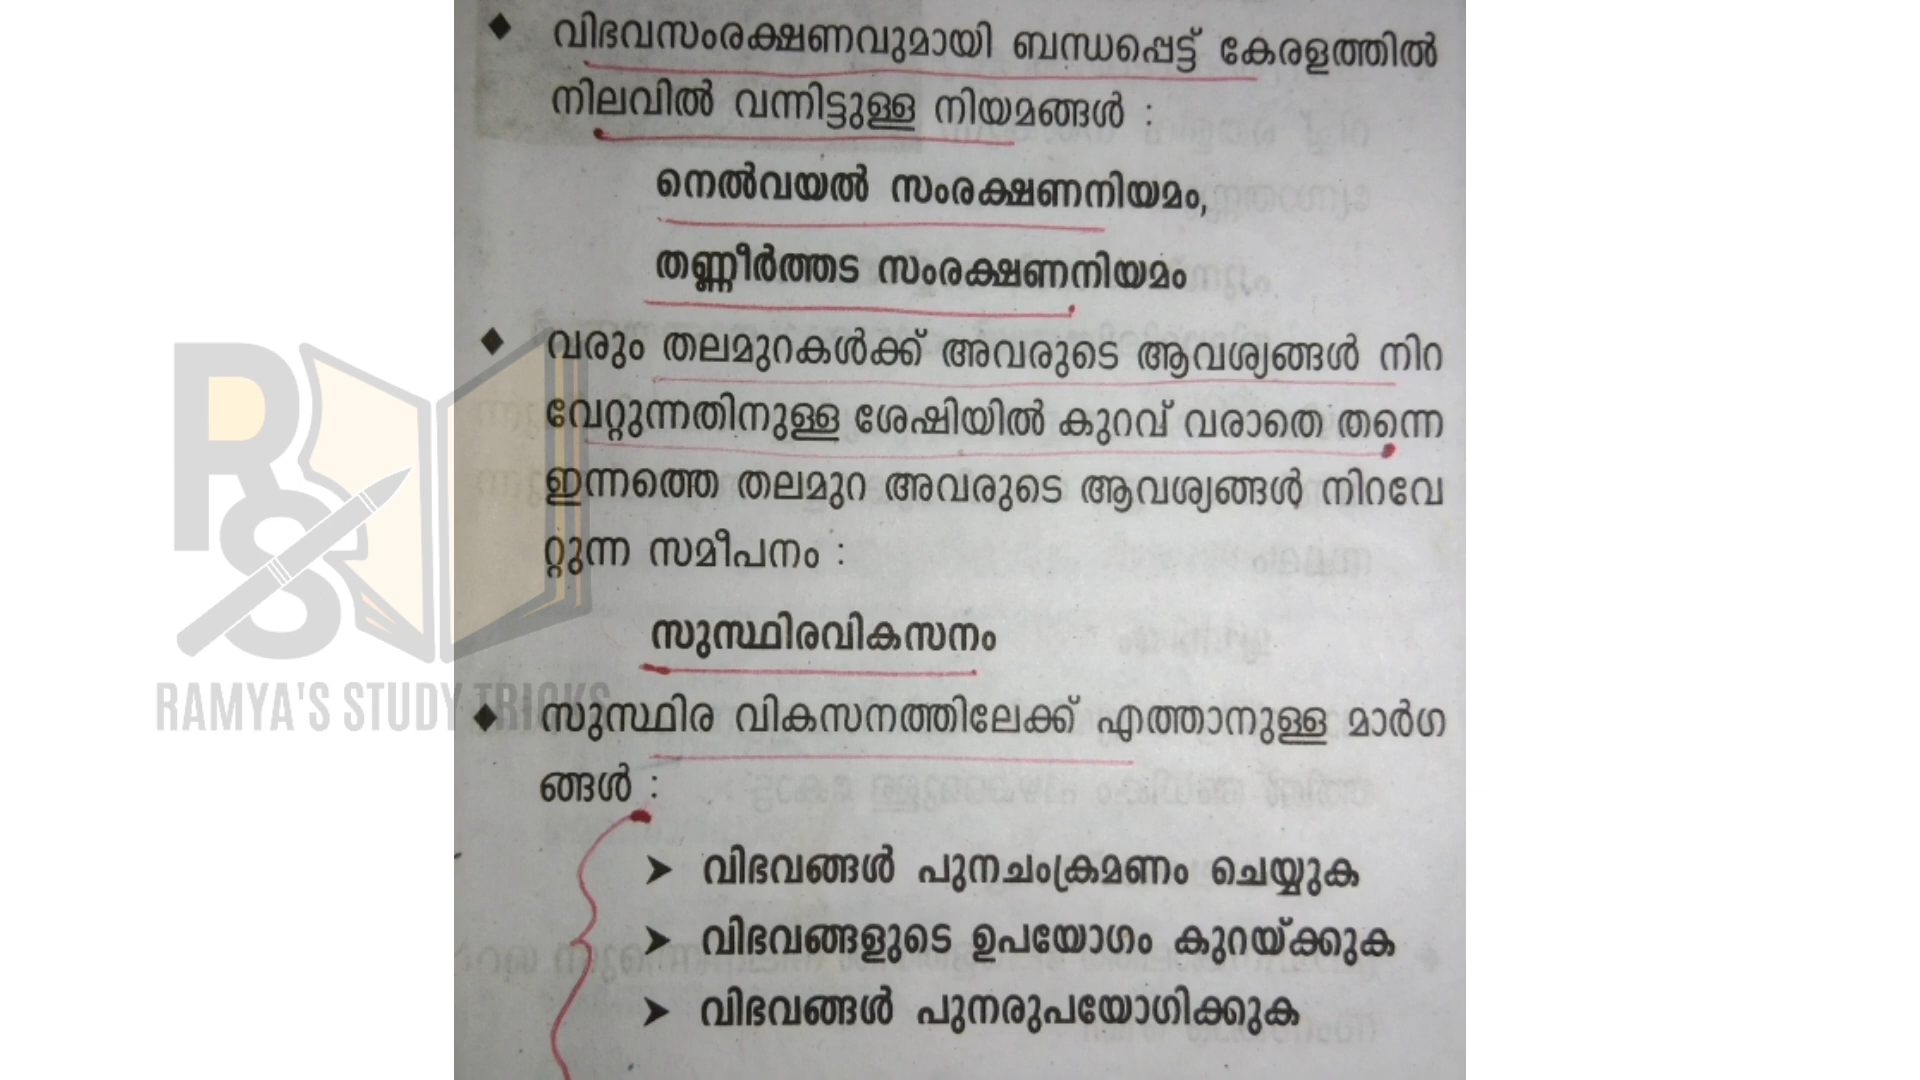 ◆ വിഭവസംരക്ഷണവുമായി ബന്ധപ്പെട്ട് കേരളത്തിൽ
നിലവിൽ വന്നിട്ടുള്ള നിയമങ്ങൾ :
നെൽവയൽ സംരക്ഷണനിയമം,
തണ്ണീർത്തട സംരക്ഷണനിയമം
◆ വരും തലമുറകൾക്ക് അവരുടെ ആവശ്യങ്ങൾ നിറ
വേറ്റുന്നതിനുള്ള ശേഷിയിൽ കുറവ് വരാതെ തന്നെ
ഇന്നത്തെ തലമുറ അവരുടെ ആവശ്യങ്ങൾ നിറവേ
റ്റുന്ന സമീപനം :
സുസ്ഥിരവികസനം
RS
RAMYA'S STUDY TRICKS
◆ സുസ്ഥിര വികസനത്തിലേക്ക് എത്താനുള്ള മാർഗ
ങ്ങൾ :
➤ വിഭവങ്ങൾ പുനചംക്രമണം ചെയ്യുക
➤ വിഭവങ്ങളുടെ ഉപയോഗം കുറയ്ക്കുക
➤ വിഭവങ്ങൾ പുനരുപയോഗിക്കുക